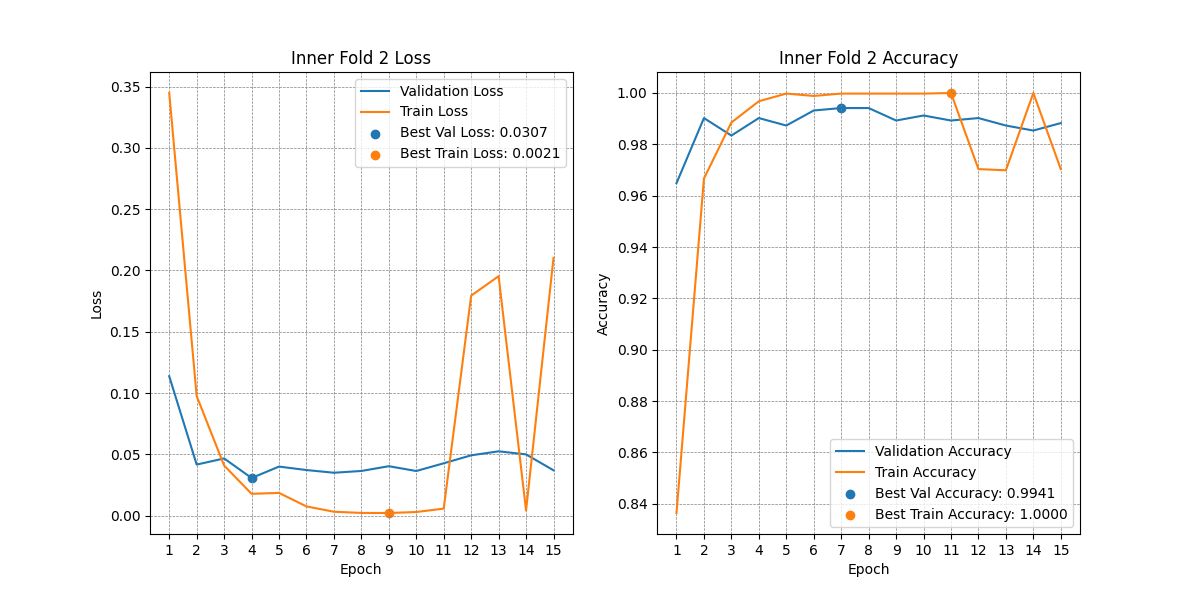 Inner Fold 2 Loss
0.35
0.30
0.25
0.20
0.15
0.10
0.05
0.00
Loss
Validation Loss
Train Loss
Best Val Loss: 0.0307
Best Train Loss: 0.0021
1 2 3 4 5 6 7 8 9 10 11 12 13 14 15
Epoch
Inner Fold 2 Accuracy
1.00
0.98
0.96
0.94
0.92
0.90
0.88
0.86
0.84
Accuracy
Validation Accuracy
Train Accuracy
Best Val Accuracy: 0.9941
Best Train Accuracy: 1.0000
1 2 3 4 5 6 7 8 9 10 11 12 13 14 15
Epoch